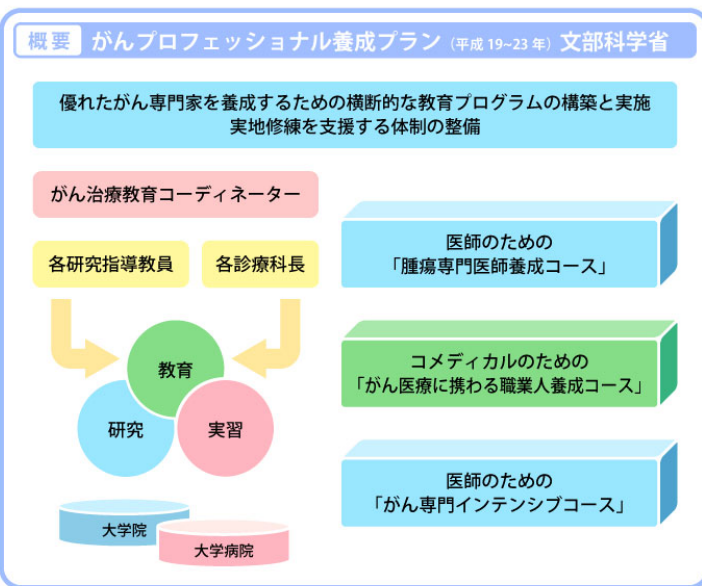 概要 がんプロフェッショナル養成プラン（平成 19~23 年）文部科学省
優れたがん専門家を養成するための横断的な教育プログラムの構築と実施
実地修練を支援する体制の整備
がん治療教育コーディネーター
各研究指導教員
各診療科長
教育
研究
実習
大学院
大学病院
医師のための
「腫瘍専門医師養成コース」
コメディカルのための
「がん医療に携わる職業人養成コース」
医師のための
「がん専門インテンシブコース」